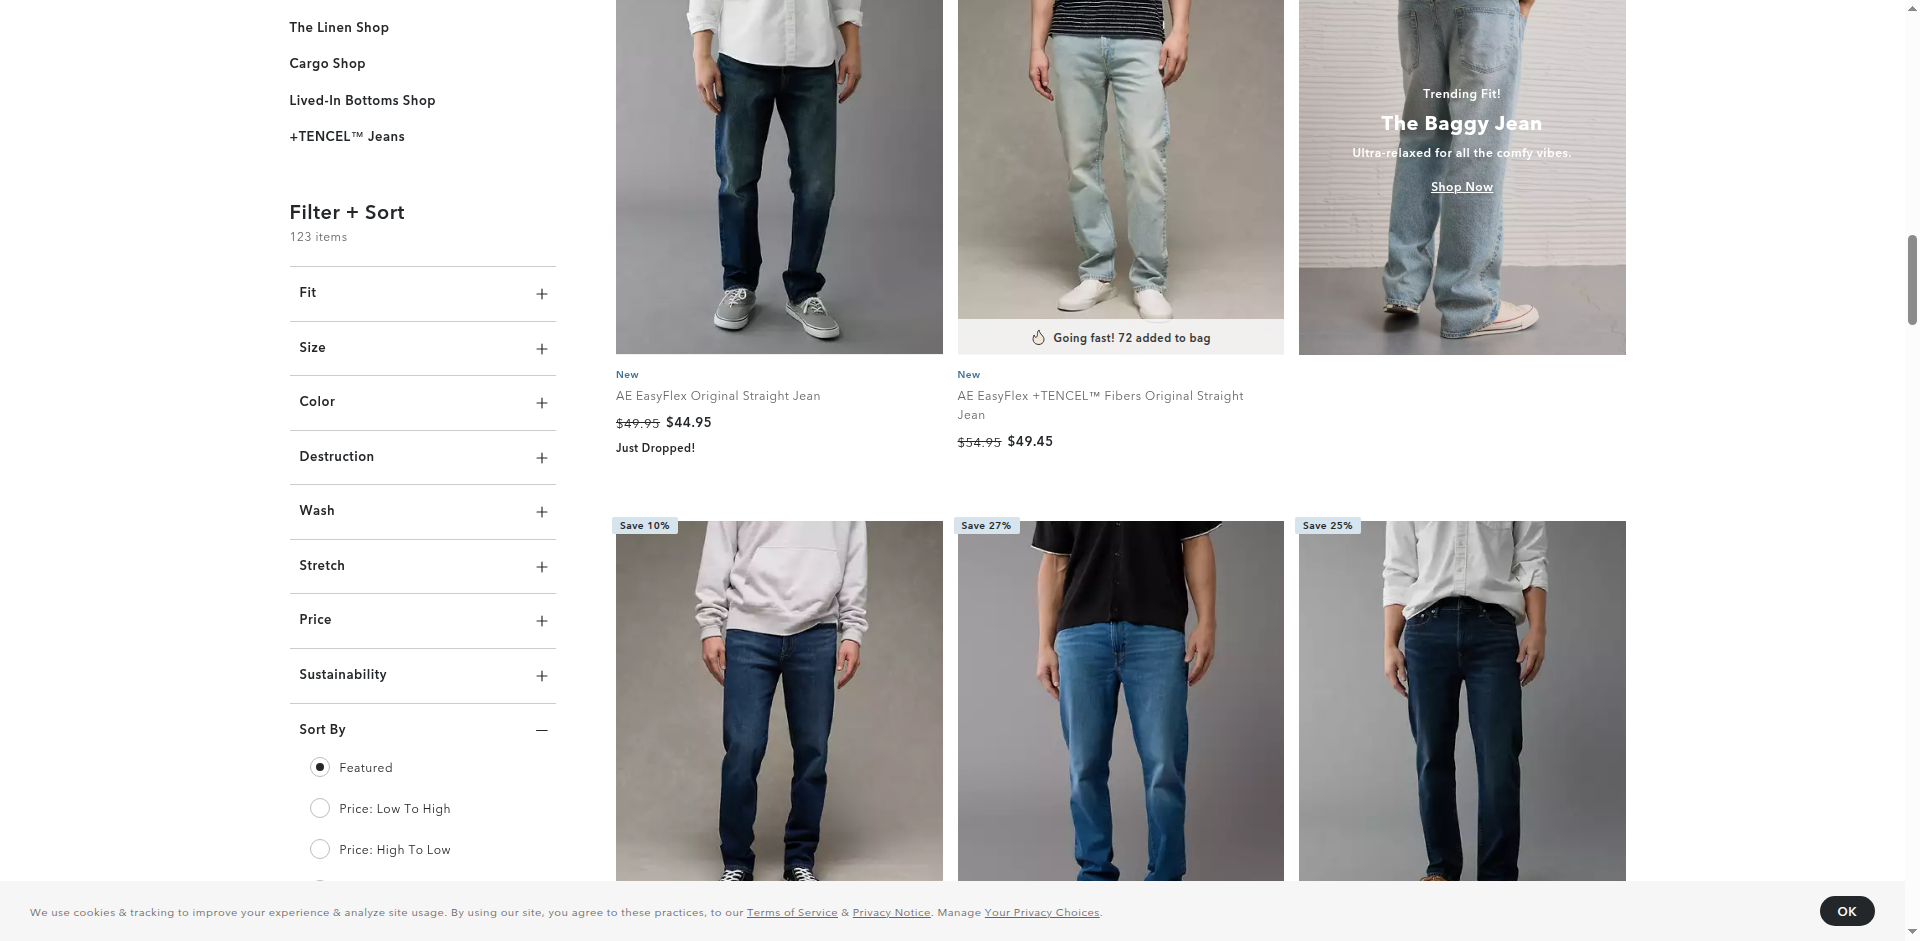 The Linen Shop
Cargo Shop
Lived-In Bottoms Shop
+TENCEL™ Jeans
Filter + Sort
123 items
Fit
Size
Color
Destruction
Wash
Stretch
Price
Sustainability
Sort By
Featured
Price: Low To High
Price: High To Low
Trending Fit!
The Baggy Jean
Ultra-relaxed for all the comfy vibes.
Shop Now
Going fast! 72 added to bag
New
AE EasyFlex Original Straight Jean
$49.95 $44.95
Just Dropped!
New
AE EasyFlex +TENCEL™ Fibers Original Straight
Jean
$54.95 $49.45
Save 10%
Save 27%
Save 25%
We use cookies & tracking to improve your experience & analyze site usage. By using our site, you agree to these practices, to our Terms of Service & Privacy Notice. Manage Your Privacy Choices.
OK